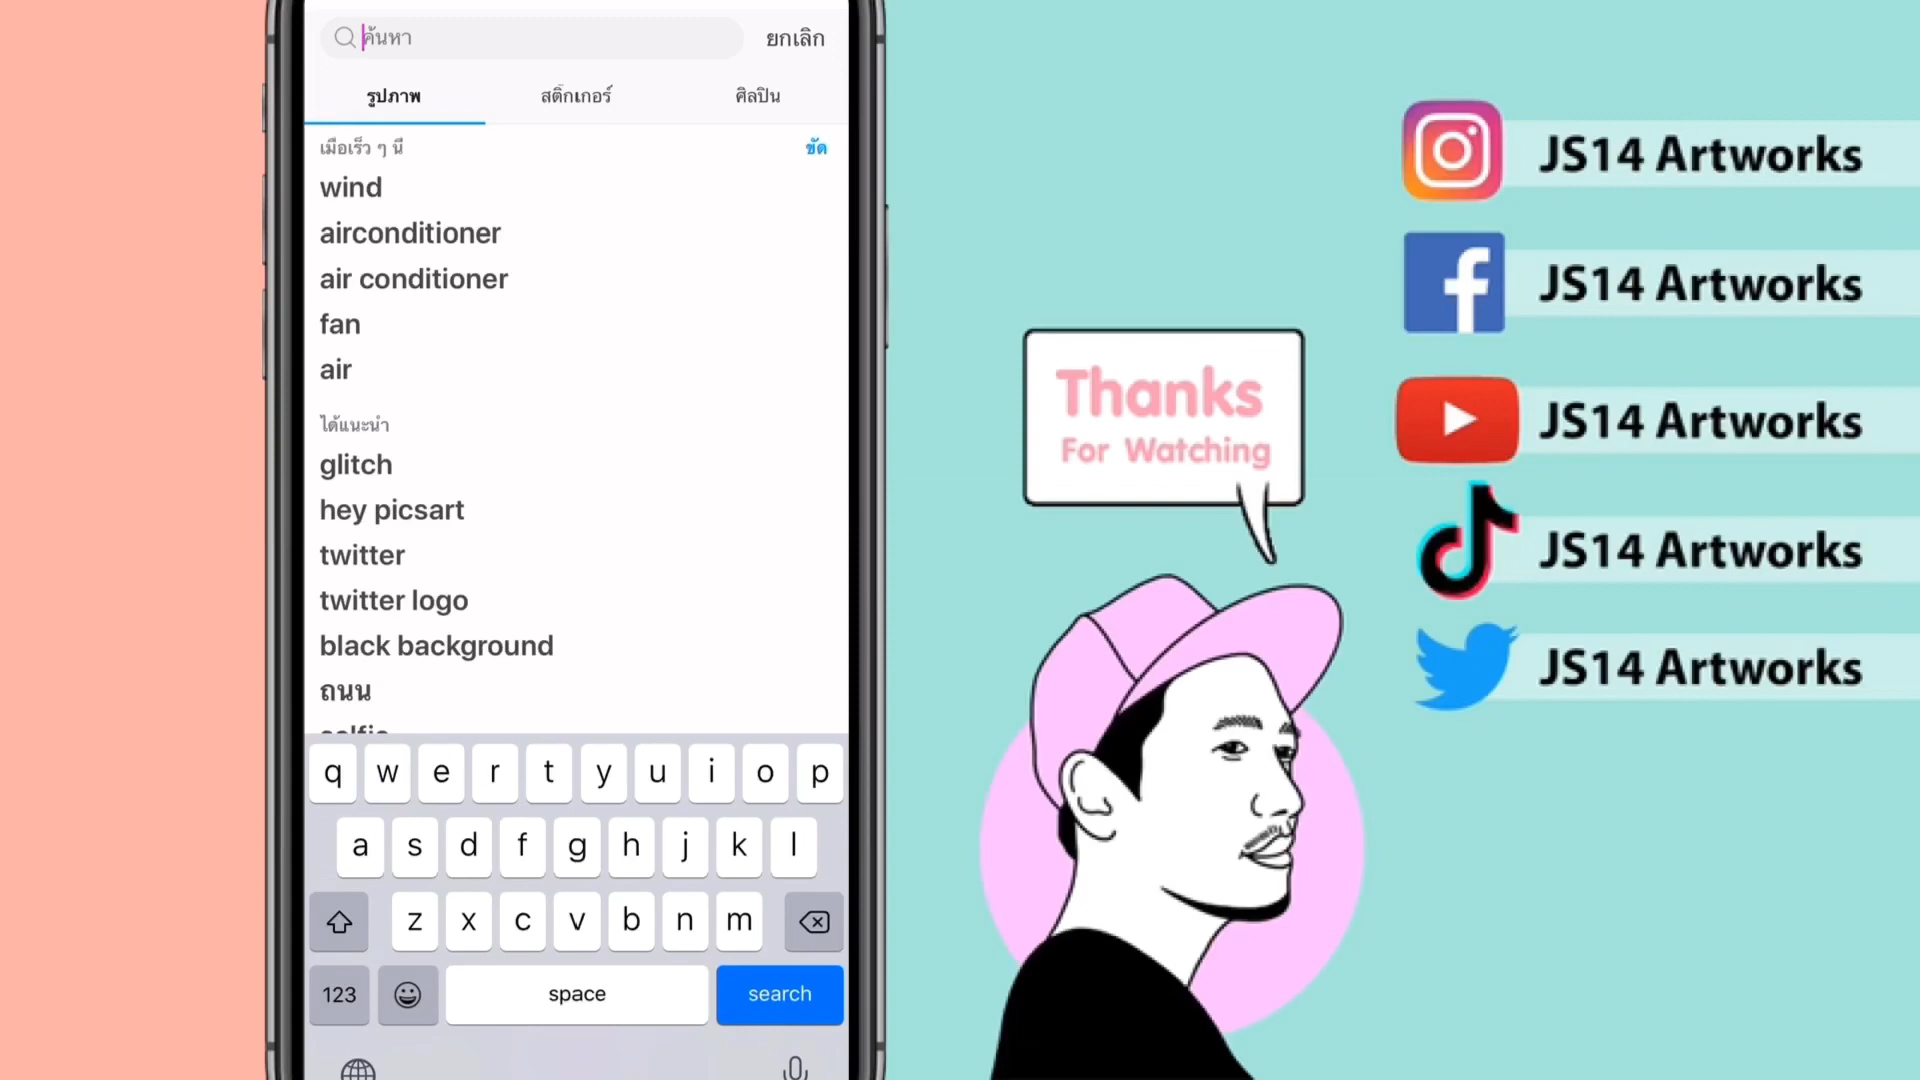 ค้นหา
ยกเลิก
รูปภาพ
สติ๊กเกอร์
ศิลปิน
เมื่อเร็ว ๆ นี้
ขัด
wind
airconditioner
air conditioner
fan
air
ได้แนะนำ
glitch
hey picsart
twitter
twitter logo
black background
ถนน
selfie
q w e r t y u i o p
a s d f g h j k l
z x c v b n m
123
space
search
Thanks
For Watching
JS14 Artworks
JS14 Artworks
JS14 Artworks
JS14 Artworks
JS14 Artworks